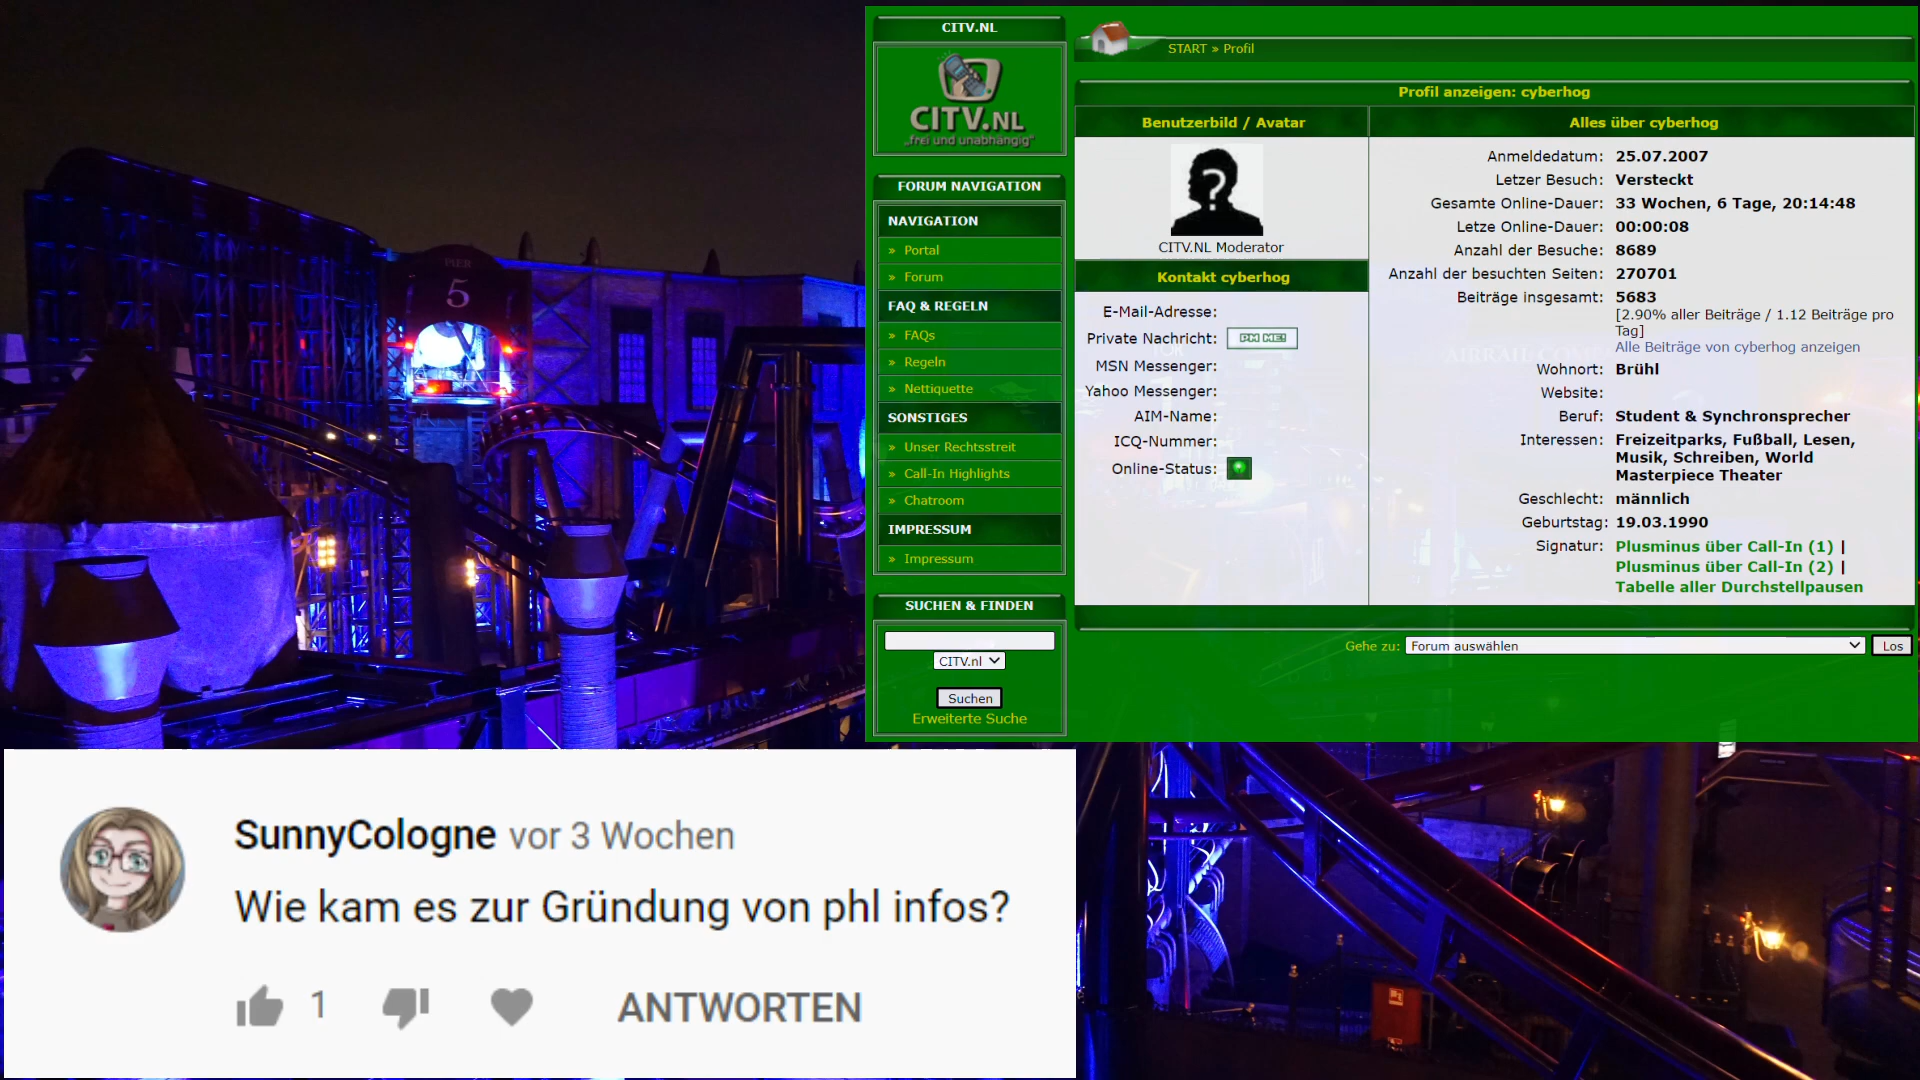 PIER
5
CITV.NL
CITV.NL
„frei und unabhängig“
FORUM NAVIGATION
NAVIGATION
» Portal
» Forum
FAQ & REGELN
» FAQs
» Regeln
» Nettiquette
SONSTIGES
» Unser Rechtsstreit
» Call-In Highlights
» Chatroom
IMPRESSUM
» Impressum
SUCHEN & FINDEN
CITV.nl
Suchen
Erweiterte Suche
START » Profil
Profil anzeigen: cyberhog
Benutzerbild / Avatar
CITV.NL Moderator
Kontakt cyberhog
E-Mail-Adresse:
Private Nachricht: PM ME!
MSN Messenger:
Yahoo Messenger:
AIM-Name:
ICQ-Nummer:
Online-Status:
Alles über cyberhog
Anmeldedatum: 25.07.2007
Letzer Besuch: Versteckt
Gesamte Online-Dauer: 33 Wochen, 6 Tage, 20:14:48
Letze Online-Dauer: 00:00:08
Anzahl der Besuche: 8689
Anzahl der besuchten Seiten: 270701
Beiträge insgesamt: 5683
[2.90% aller Beiträge / 1.12 Beiträge pro
Tag]
Alle Beiträge von cyberhog anzeigen
Wohnort: Brühl
Website:
Beruf: Student & Synchronsprecher
Interessen: Freizeitparks, Fußball, Lesen,
Musik, Schreiben, World
Masterpiece Theater
Geschlecht: männlich
Geburtstag: 19.03.1990
Signatur: Plusminus über Call-In (1) |
Plusminus über Call-In (2) |
Tabelle aller Durchstellpausen
Gehe zu: Forum auswählen Los
SunnyCologne vor 3 Wochen
Wie kam es zur Gründung von phl infos?
1 ANTWORTEN